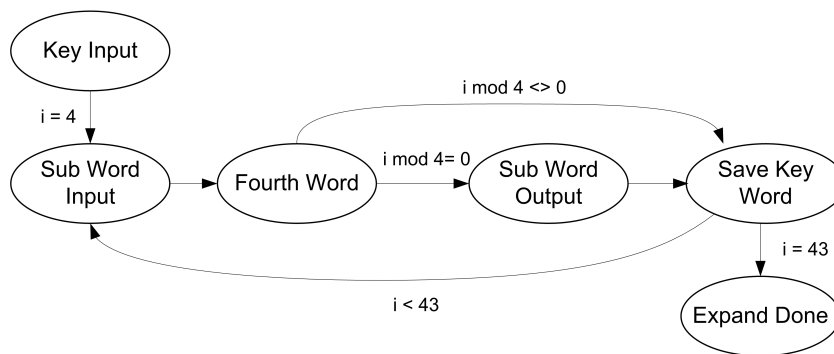 Key Input
i mod 4 <> 0
i = 4
Sub Word
Input
Fourth Word
i mod 4= 0
Sub Word
Output
Save Key
Word
i = 43
i < 43
Expand Done